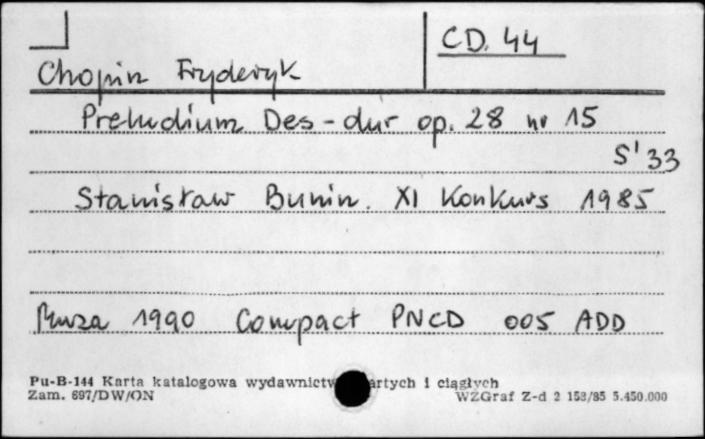 CD. 44
Chopin Fryderyk
Preludium Des-dur op. 28 nr 15
5'33
Stanisław Bunin. XI Konkurs 1985
Muza 1990 Compact PNCD 005 ADD
Pu-B-144 Karta katalogowa wydawnictw artych i ciągłych
Zam. 697/DW/ON WZGraf Z-d 2 153/85 5.450.000